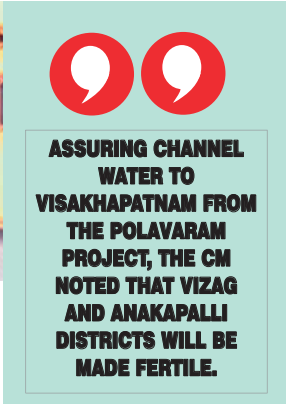 ASSURING CHANNEL
WATER TO
VISAKHAPATNAM FROM
THE POLAVARAM
PROJECT, THE CM
NOTED THAT VIZAG
AND ANAKAPALLI
DISTRICTS WILL BE
MADE FERTILE.